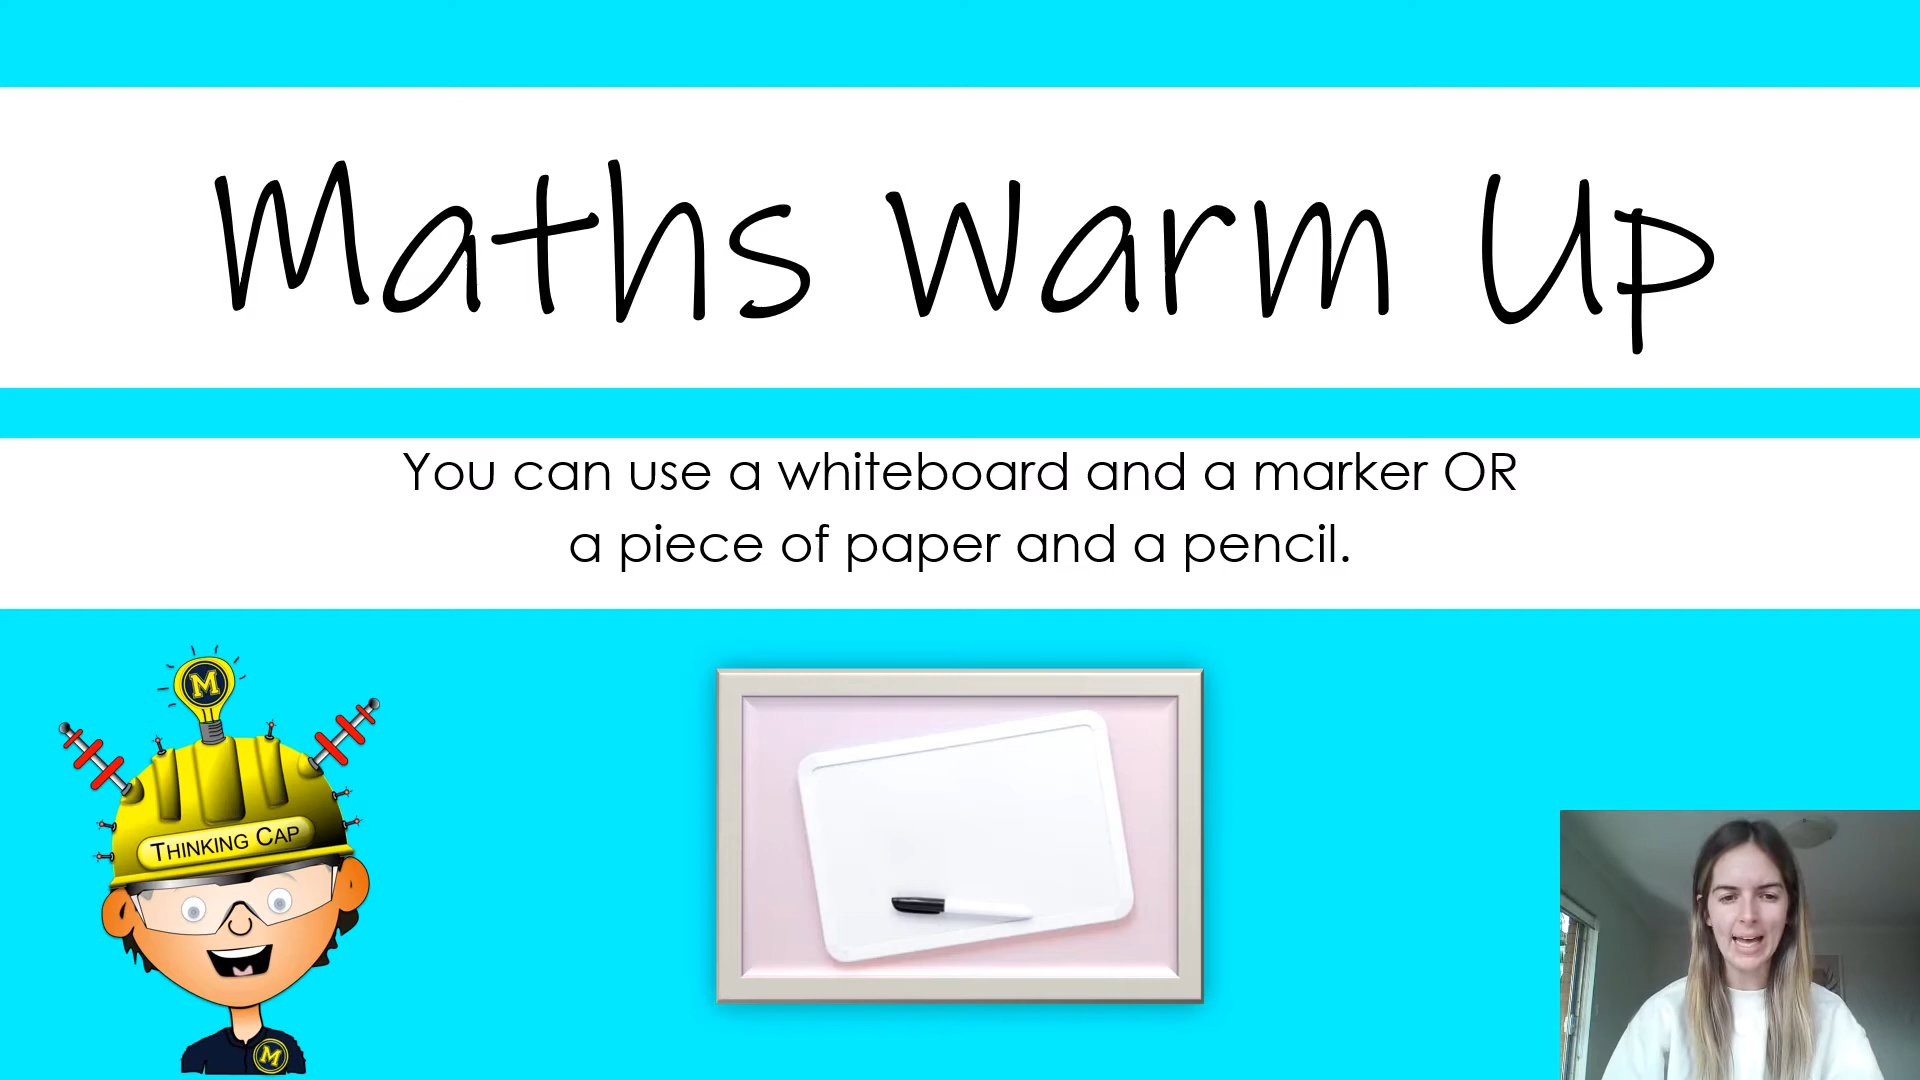 Maths Warm Up
You can use a whiteboard and a marker OR
a piece of paper and a pencil.
M
THINKING CAP
M